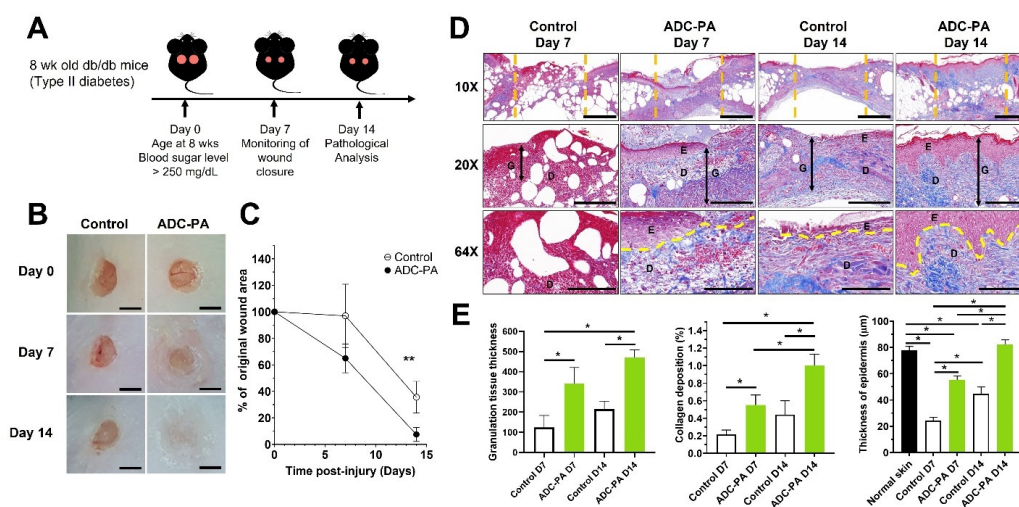 A
8 wk old db/db mice
(Type II diabetes)
Day 0
Age at 8 wks
Blood sugar level
> 250 mg/dL
Day 7
Monitoring of
wound
closure
Day 14
Pathological
Analysis
B
Control
ADC-PA
Day 0
Day 7
Day 14
C
% of original wound area
140
120
100
80
60
40
20
0
Control
ADC-PA
**
0
5
10
15
Time post-injury (Days)
D
Control
Day 7
ADC-PA
Day 7
Control
Day 14
ADC-PA
Day 14
10X
20X
G
D
E
D
G
G
E
D
E
D
G
64X
D
E
D
D
E
D
E
Granulation tissue thickness
600
500
400
300
200
100
0
*
*
*
Control D7
ADC-PA D7
Control D14
ADC-PA D14
Collagen deposition (%)
1.4
1.2
1.0
0.8
0.6
0.4
0.2
0.0
*
*
*
*
Control D7
ADC-PA D7
Control D14
ADC-PA D14
Thickness of epidermis (µm)
100
80
60
40
20
0
*
*
*
*
*
*
Normal skin
Control D7
ADC-PA D7
Control D14
ADC-PA D14